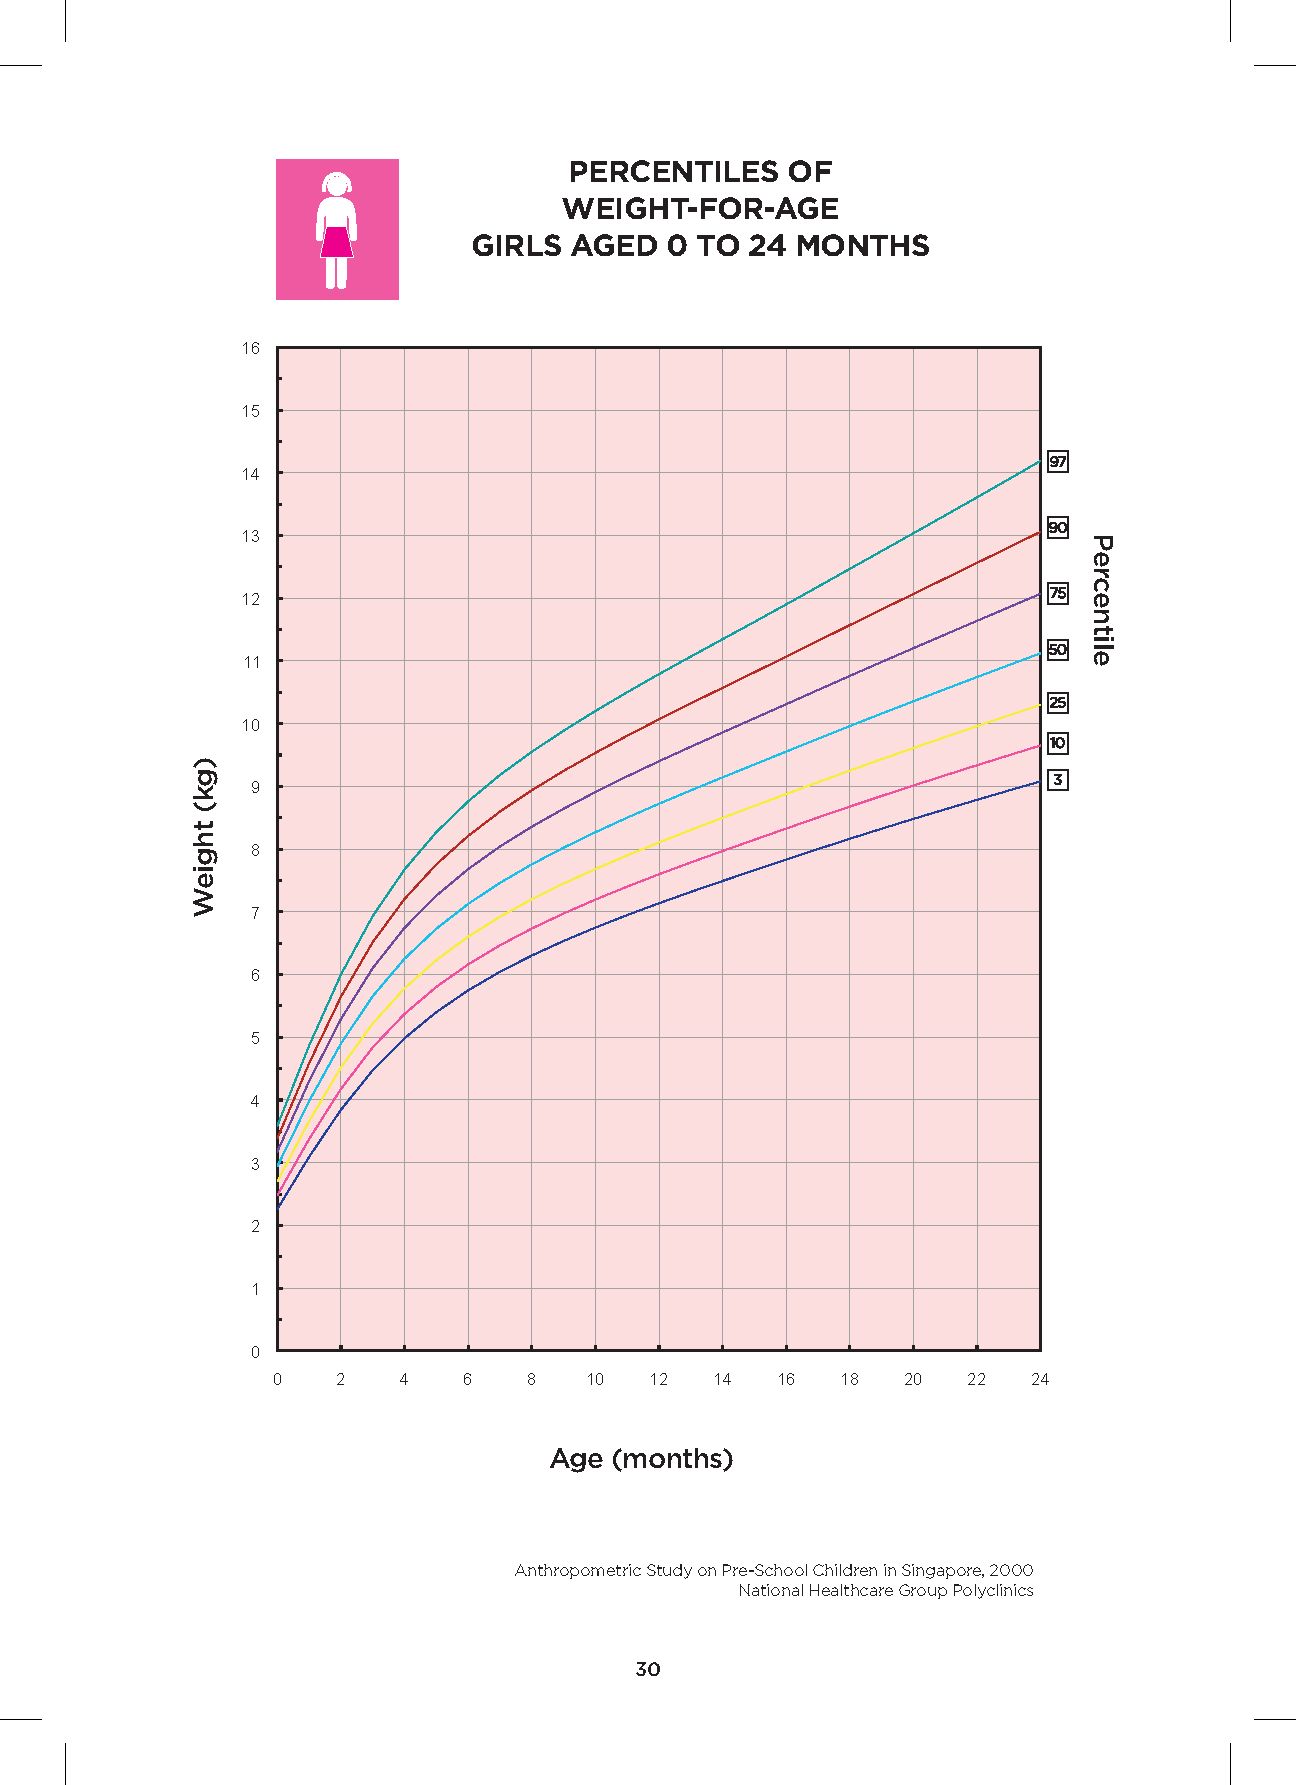 PERCENTILES OF
WEIGHT-FOR-AGE
GIRLS AGED 0 TO 24 MONTHS
16
15
14
13
12
11
10
9
8
7
6
5
4
3
2
1
0
Weight (kg)
97
90
75
50
25
10
3
Percentile
0 2 4 6 8 10 12 14 16 18 20 22 24
Age (months)
Anthropometric Study on Pre-School Children in Singapore, 2000
National Healthcare Group Polyclinics
30